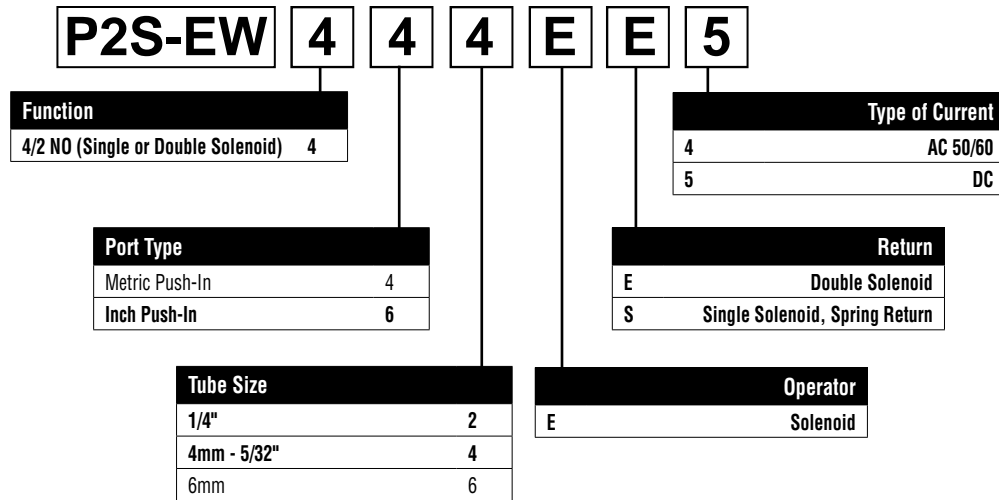 P2S-EW 4 4 4 E E 5
Function
4/2 NO (Single or Double Solenoid) 4
Type of Current
4 AC 50/60
5 DC
Port Type
Metric Push-In 4
Inch Push-In 6
Return
E Double Solenoid
S Single Solenoid, Spring Return
Tube Size
1/4" 2
4mm - 5/32" 4
6mm 6
Operator
E Solenoid